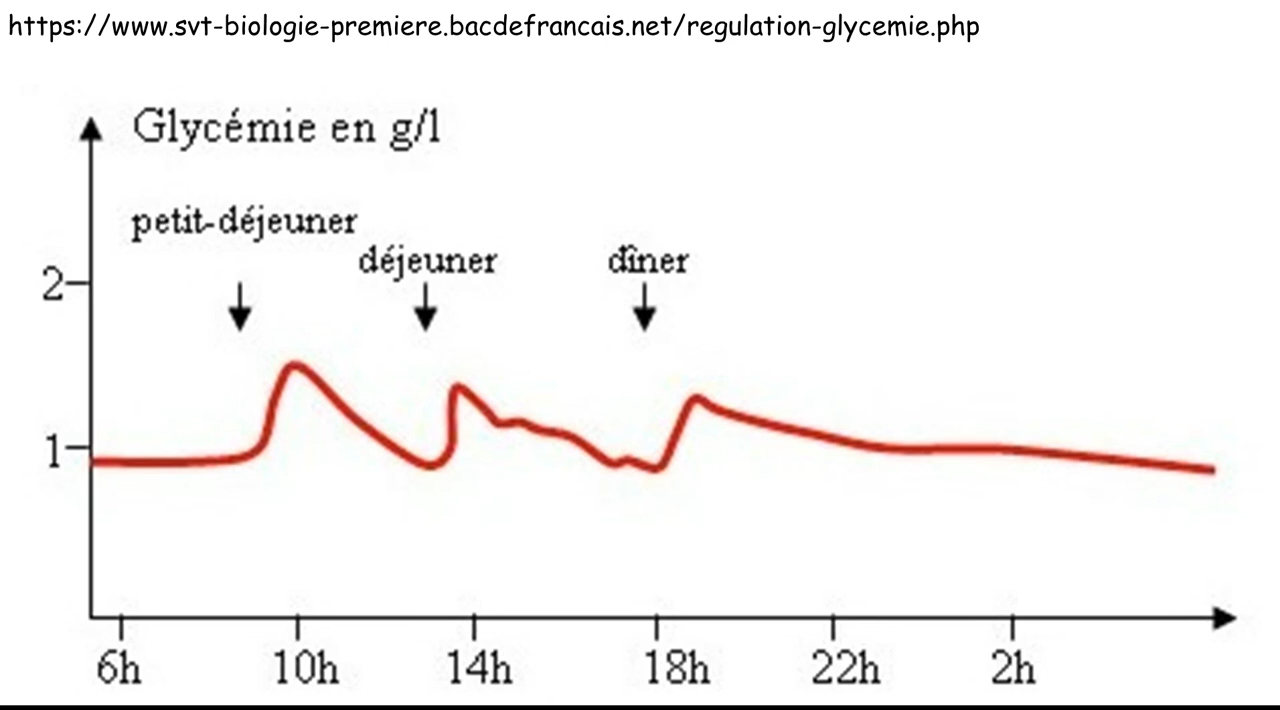 https://www.svt-biologie-premiere.bacdefrancais.net/regulation-glycemie.php
Glycémie en g/l
petit-déjeuner
déjeuner
dîner
2
1
6h 10h 14h 18h 22h 2h